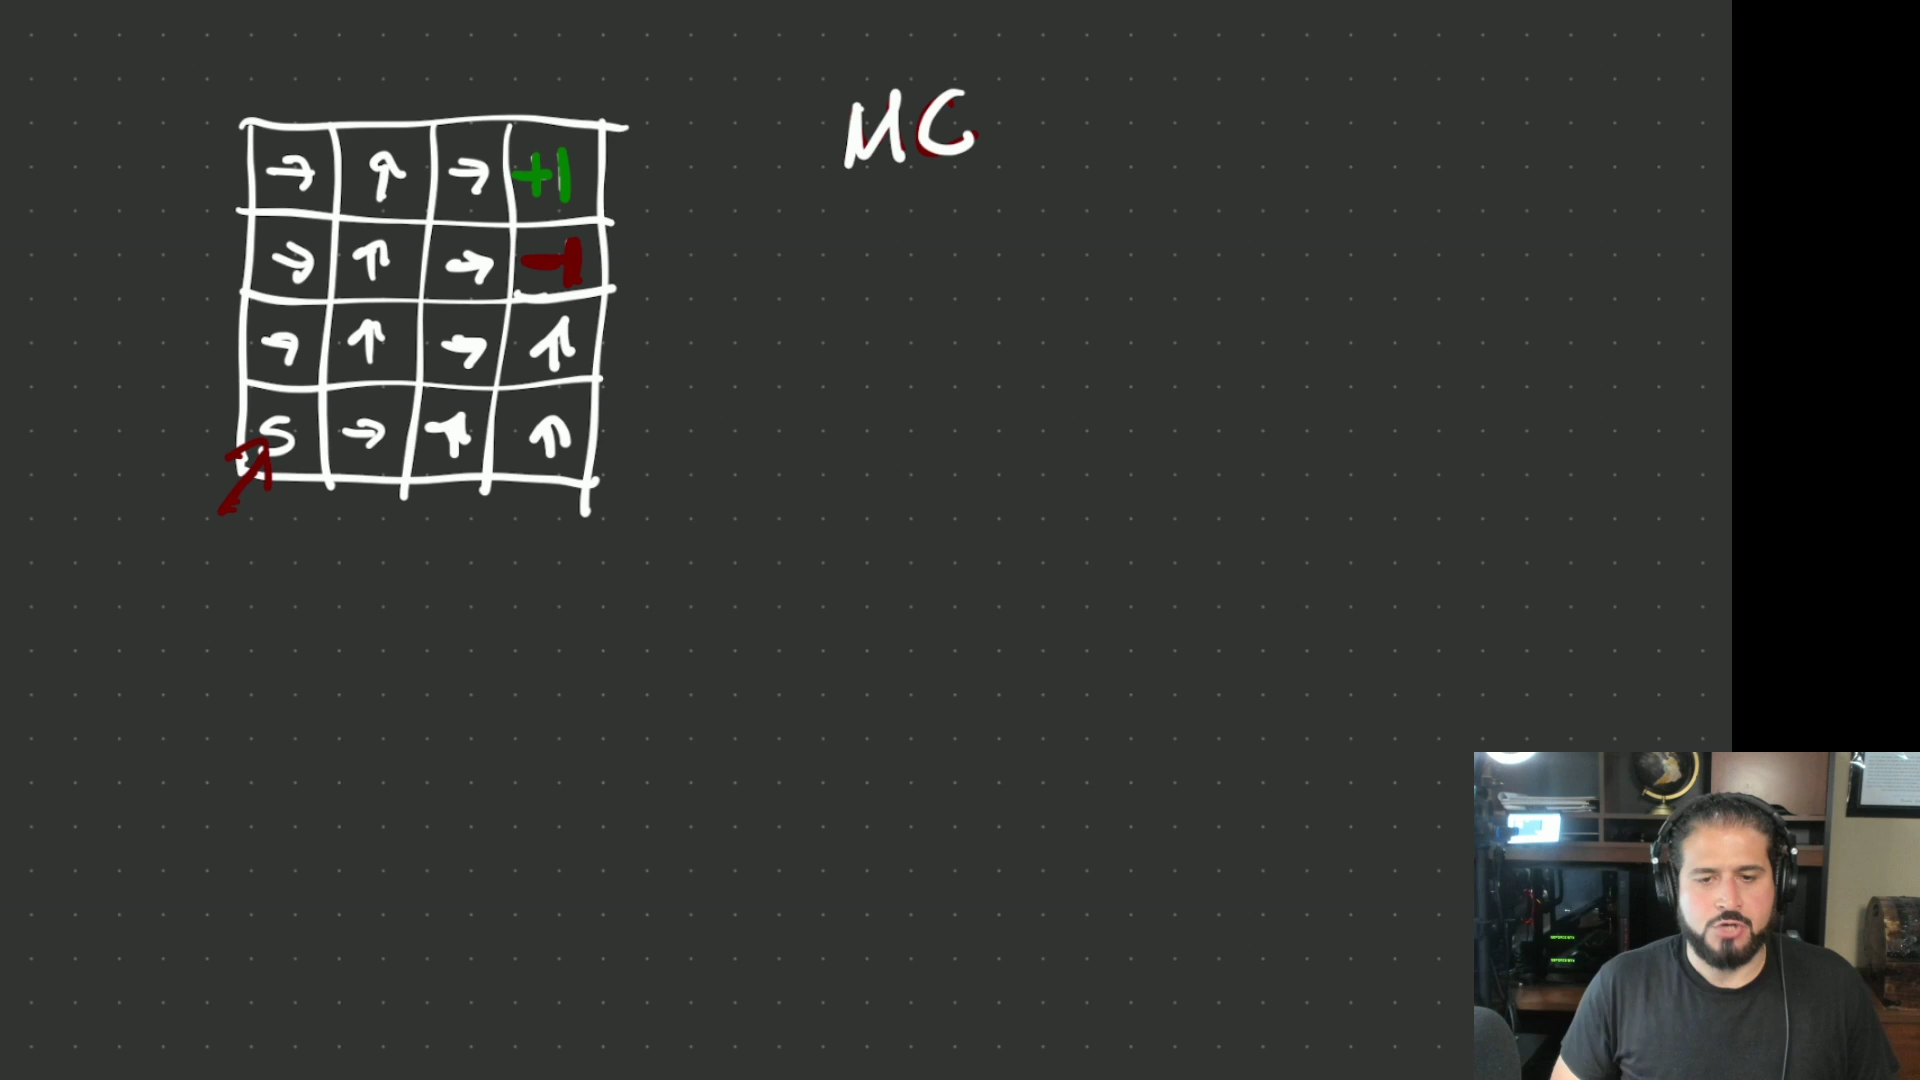 MC
→ ↑ → +1
→ ↑ → -1
→ ↑ → ↑
S → ↑ ↑